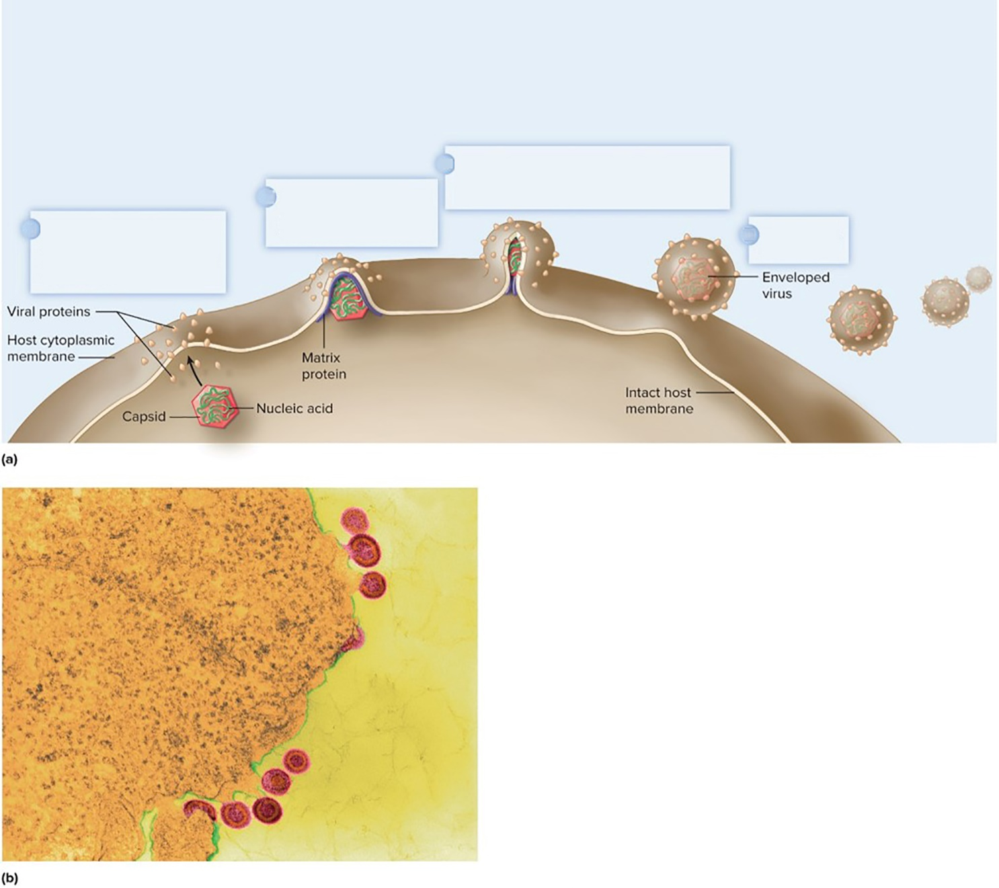 Viral proteins
Host cytoplasmic
membrane
Capsid
Nucleic acid
Matrix
protein
Enveloped
virus
Intact host
membrane
(a)
(b)